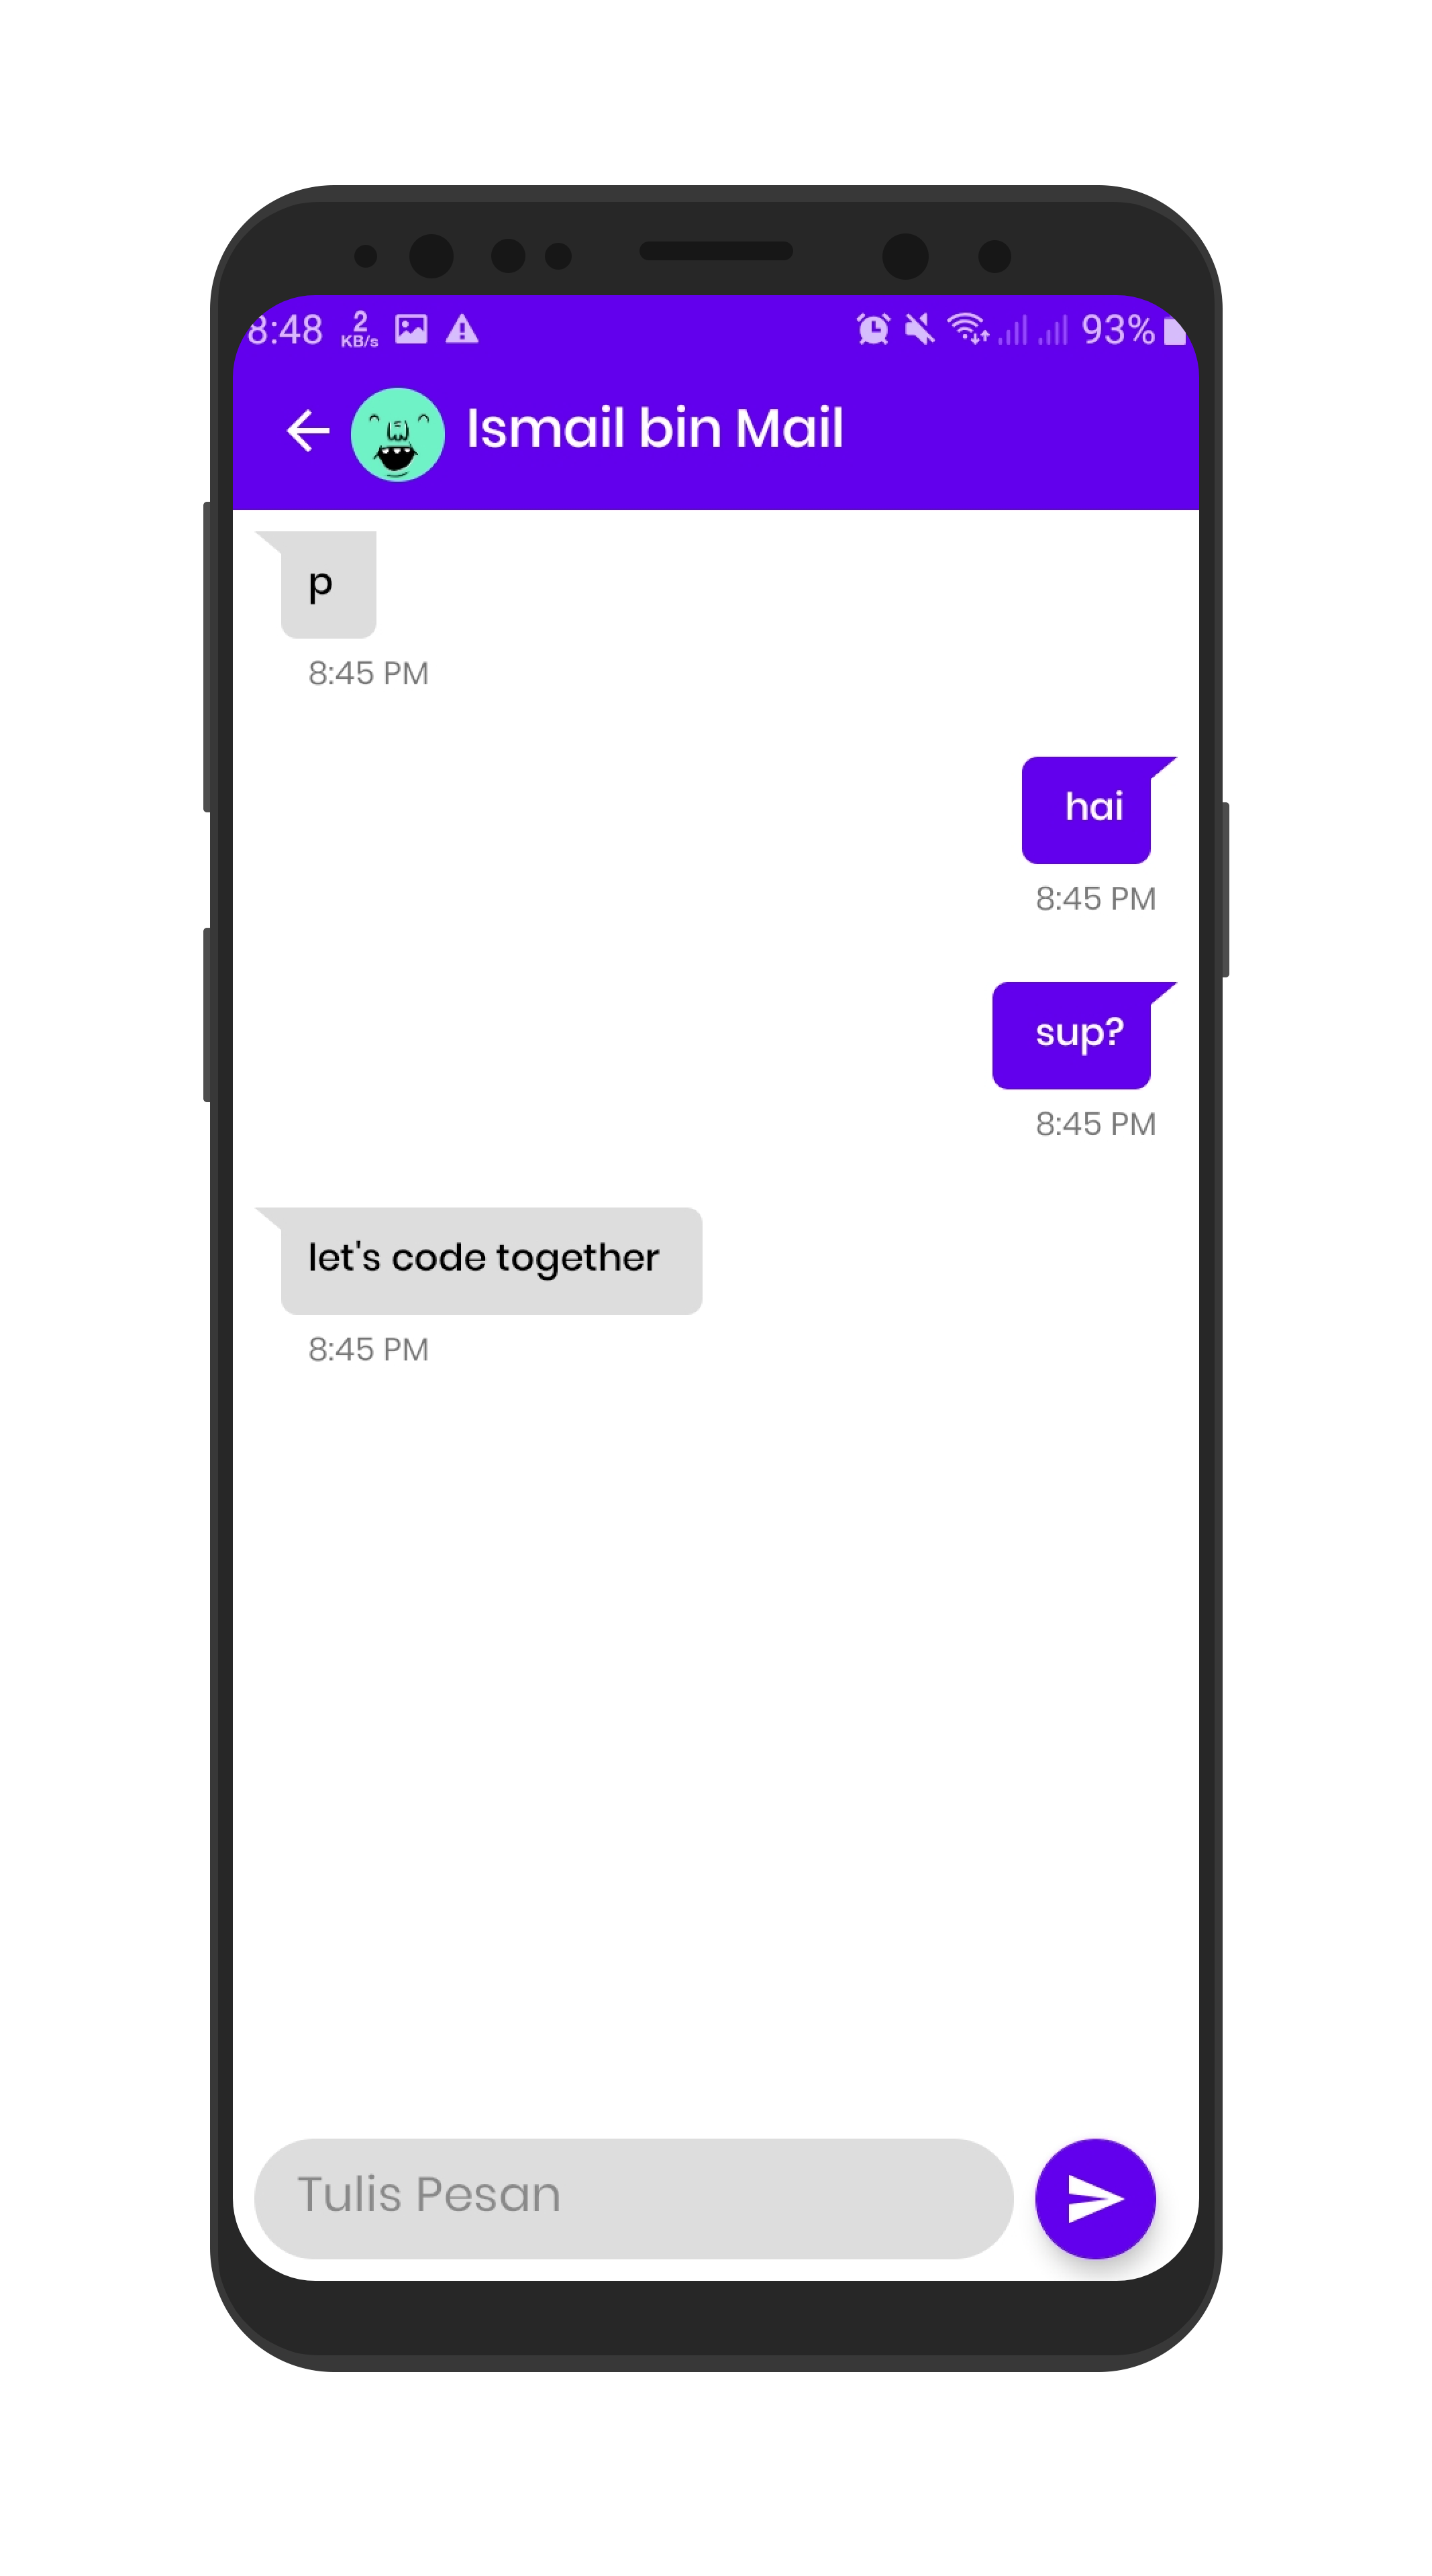 8:48 2 KB/s 93%
Ismail bin Mail
p
8:45 PM
hai
8:45 PM
sup?
8:45 PM
let's code together
8:45 PM
Tulis Pesan